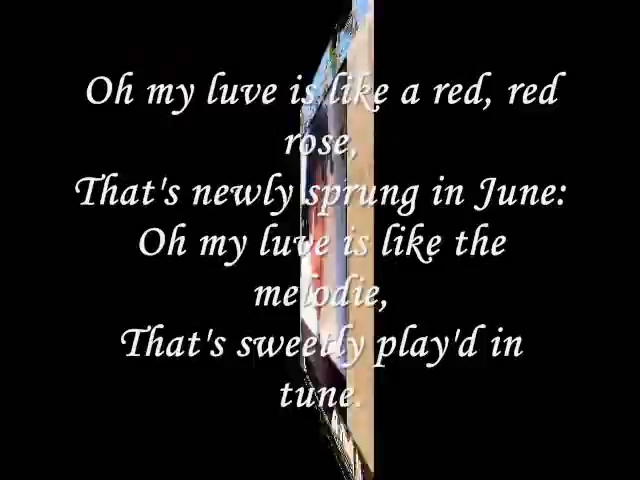 Oh my luve is like a red, red
rose,
That's newly sprung in June:
Oh my luve is like the
melodie,
That's sweetly play'd in
tune.